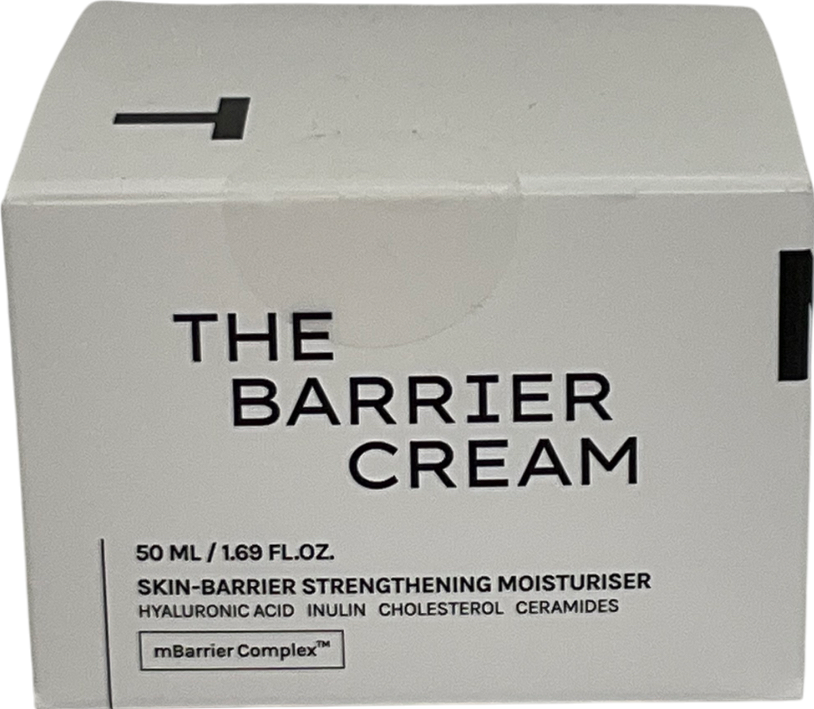 T
THE
BARRIER
CREAM
50 ML / 1.69 FL.OZ.
SKIN-BARRIER STRENGTHENING MOISTURISER
HYALURONIC ACID INULIN CHOLESTEROL CERAMIDES
mBarrier Complex™